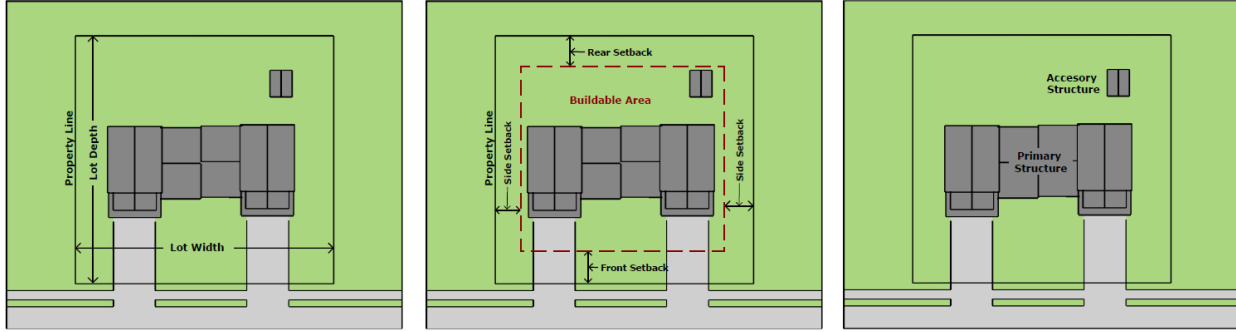 Property Line
Lot Depth
Lot Width
Rear Setback
Buildable Area
Property Line
Side Setback
Side Setback
Front Setback
Accesory
Structure
Primary
Structure